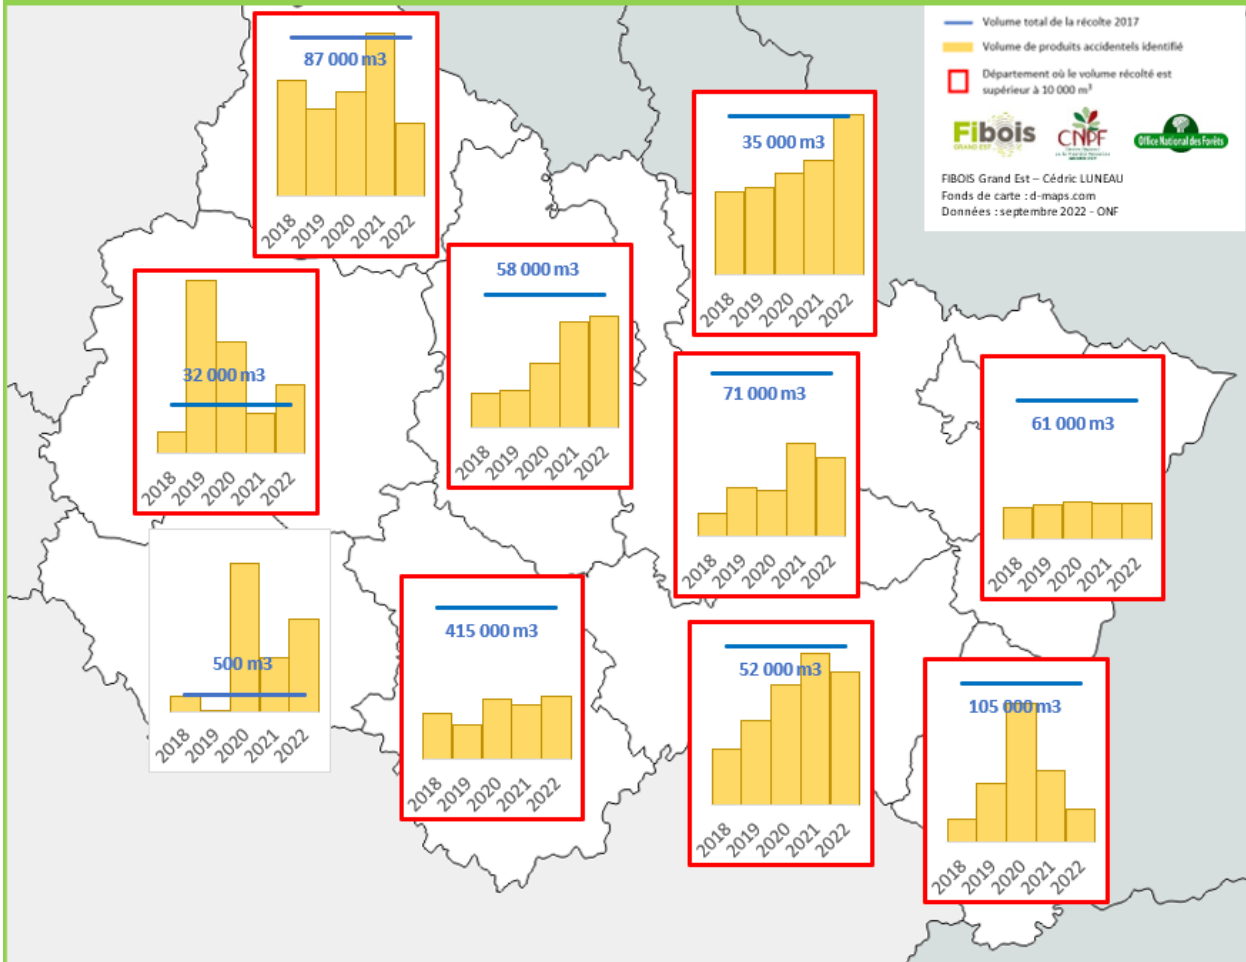 Volume total de la récolte 2017
Volume de produits accidentels identifié
Département où le volume récolté est
supérieur à 10 000 m³
Fibois
GRAND EST
CNPF
Office National des Forêts
FIBOIS Grand Est – Cédric LUNEAU
Fonds de carte : d-maps.com
Données : septembre 2022 - ONF
87 000 m3
2018 2019 2020 2021 2022
35 000 m3
2018 2019 2020 2021 2022
58 000 m3
2018 2019 2020 2021 2022
32 000 m3
2018 2019 2020 2021 2022
71 000 m3
2018 2019 2020 2021 2022
61 000 m3
2018 2019 2020 2021 2022
500 m3
2018 2019 2020 2021 2022
415 000 m3
2018 2019 2020 2021 2022
52 000 m3
2018 2019 2020 2021 2022
105 000 m3
2018 2019 2020 2021 2022